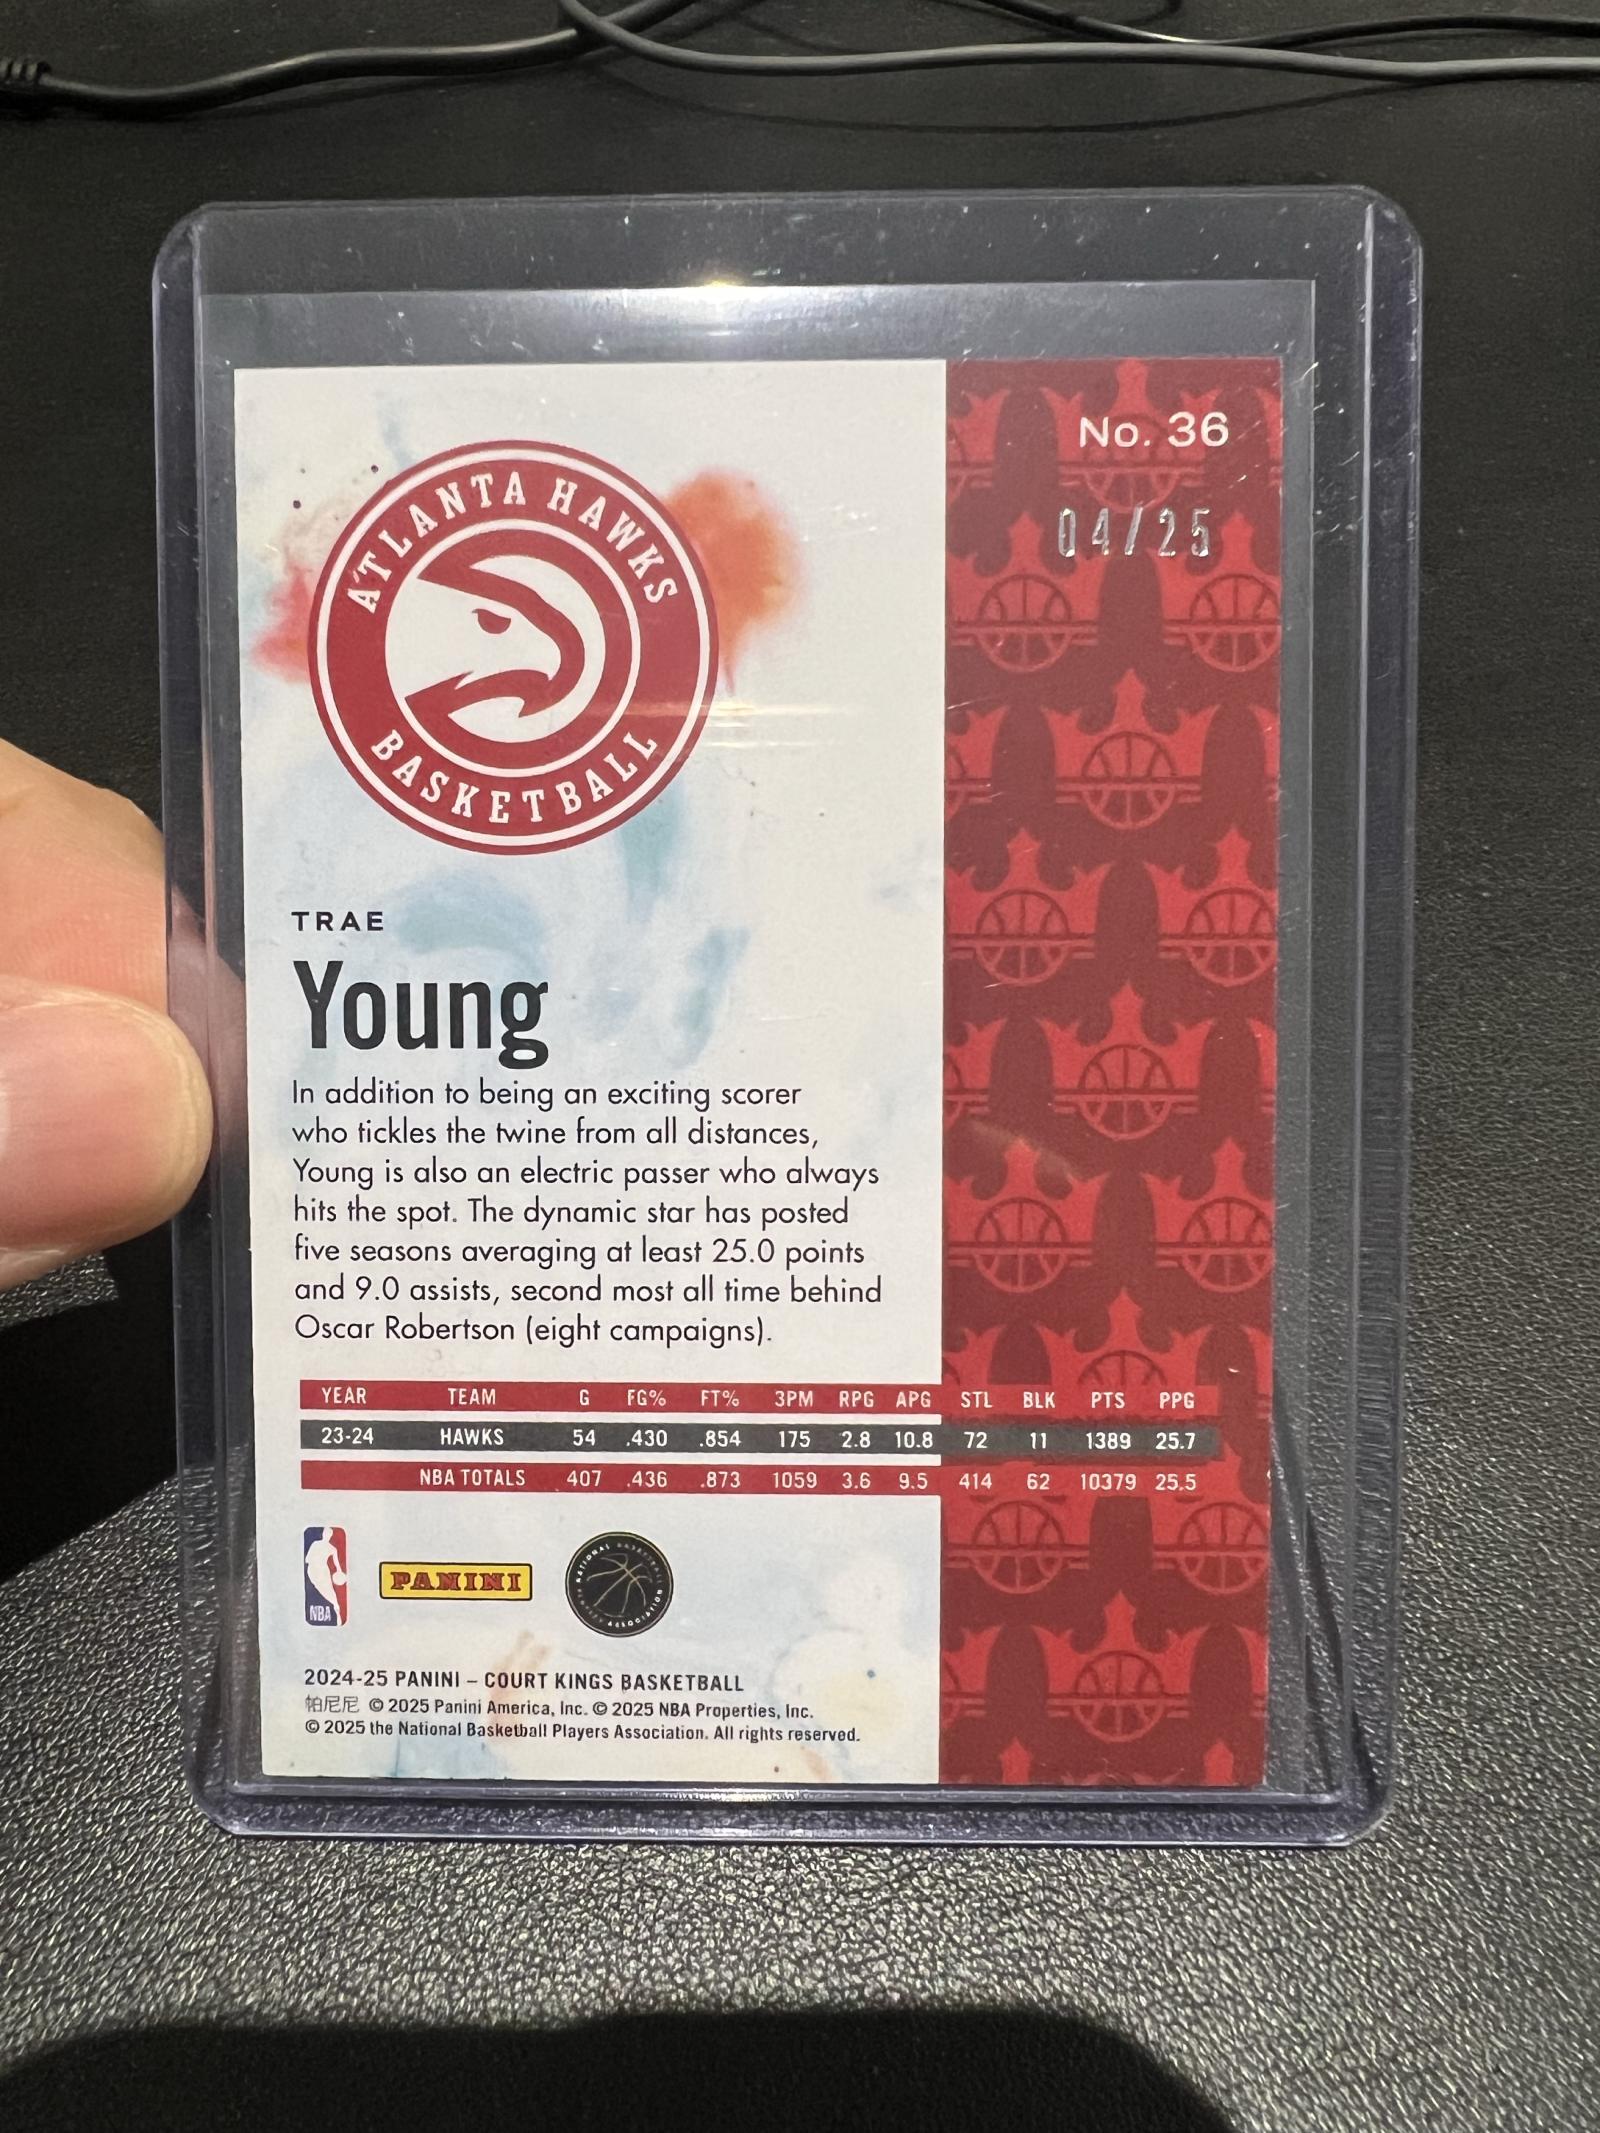 No. 36
04/25
ATLANTA HAWKS
BASKETBALL
TRAE
Young
In addition to being an exciting scorer
who tickles the twine from all distances,
Young is also an electric passer who always
hits the spot. The dynamic star has posted
five seasons averaging at least 25.0 points
and 9.0 assists, second most all time behind
Oscar Robertson (eight campaigns).
YEAR TEAM G FG% FT% 3PM RPG APG STL BLK PTS PPG
23-24 HAWKS 54 .430 .854 175 2.8 10.8 72 11 1389 25.7
NBA TOTALS 407 .436 .873 1059 3.6 9.5 414 62 10379 25.5
NBA
PANINI
NATIONAL BASKETBALL
ASSOCIATION
2024-25 PANINI – COURT KINGS BASKETBALL
帕尼尼 © 2025 Panini America, Inc. © 2025 NBA Properties, Inc.
© 2025 the National Basketball Players Association. All rights reserved.